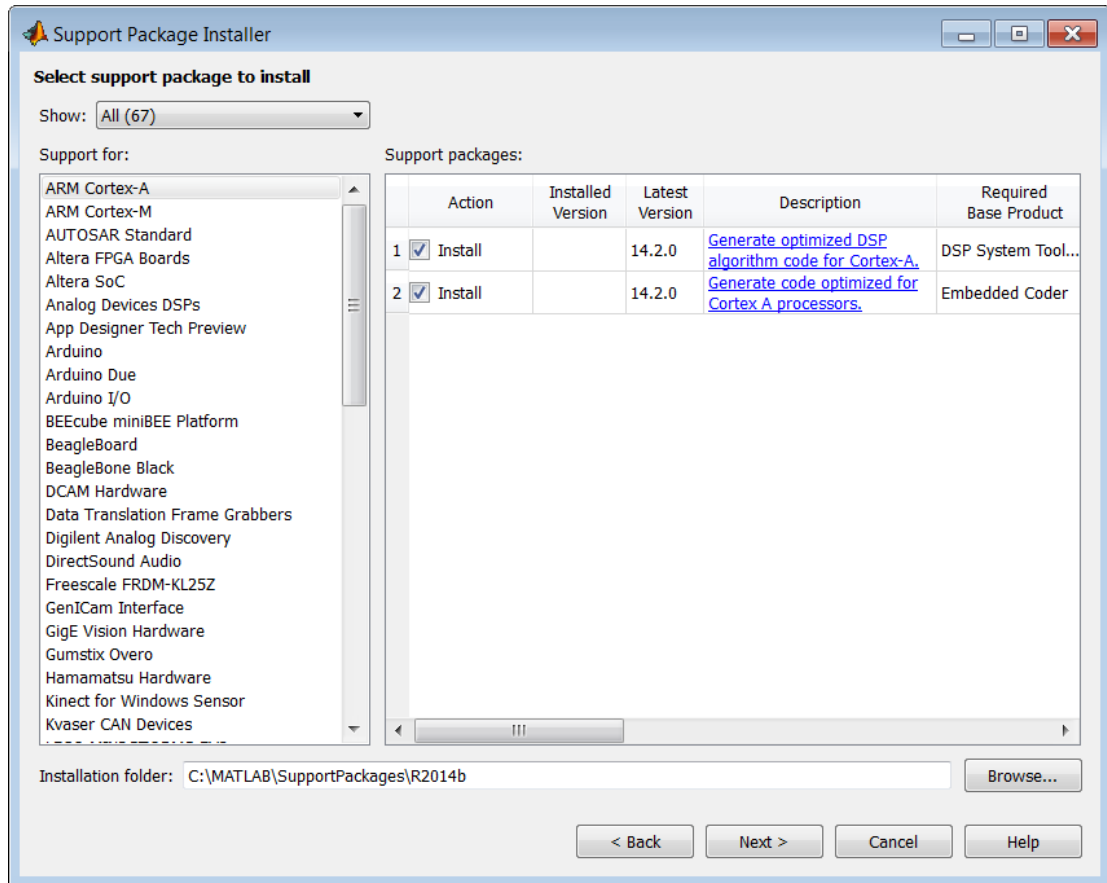 Support Package Installer
Select support package to install
Show: All (67)
Support for:
ARM Cortex-A
ARM Cortex-M
AUTOSAR Standard
Altera FPGA Boards
Altera SoC
Analog Devices DSPs
App Designer Tech Preview
Arduino
Arduino Due
Arduino I/O
BEEcube miniBEE Platform
BeagleBoard
BeagleBone Black
DCAM Hardware
Data Translation Frame Grabbers
Digilent Analog Discovery
DirectSound Audio
Freescale FRDM-KL25Z
GenICam Interface
GigE Vision Hardware
Gumstix Overo
Hamamatsu Hardware
Kinect for Windows Sensor
Kvaser CAN Devices
Support packages:
Action
Installed
Version
Latest
Version
Description
Required
Base Product
1 Install 14.2.0
Generate optimized DSP
algorithm code for Cortex-A.
DSP System Tool...
2 Install 14.2.0
Generate code optimized for
Cortex A processors.
Embedded Coder
Installation folder: C:\MATLAB\SupportPackages\R2014b
Browse...
< Back
Next >
Cancel
Help